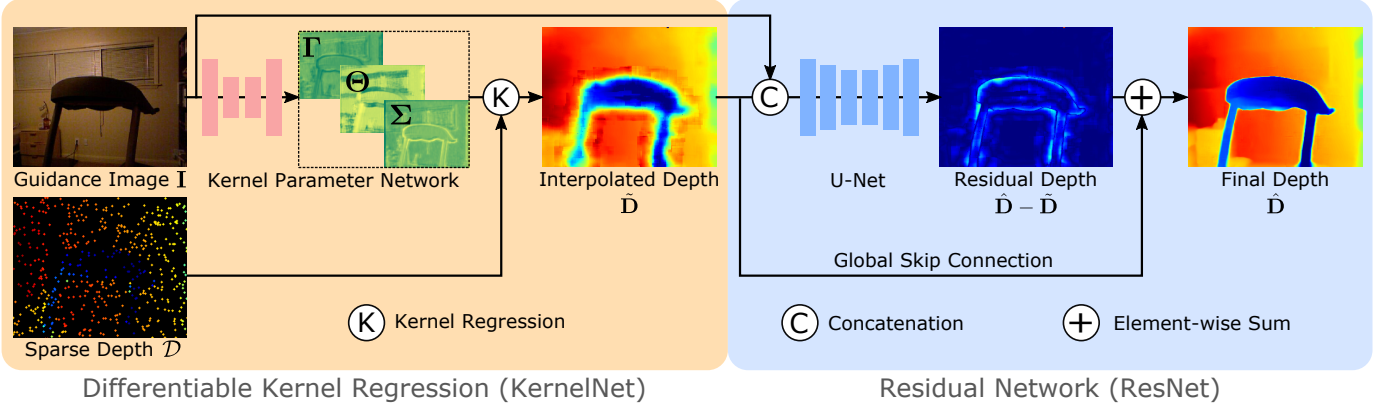 Γ
Θ
Σ
K
C
+
Guidance Image I
Kernel Parameter Network
Interpolated Depth
D̃
U-Net
Residual Depth
D̂ − D̃
Final Depth
D̂
Global Skip Connection
Sparse Depth 𝒟
K Kernel Regression
C Concatenation
+ Element-wise Sum
Differentiable Kernel Regression (KernelNet)
Residual Network (ResNet)